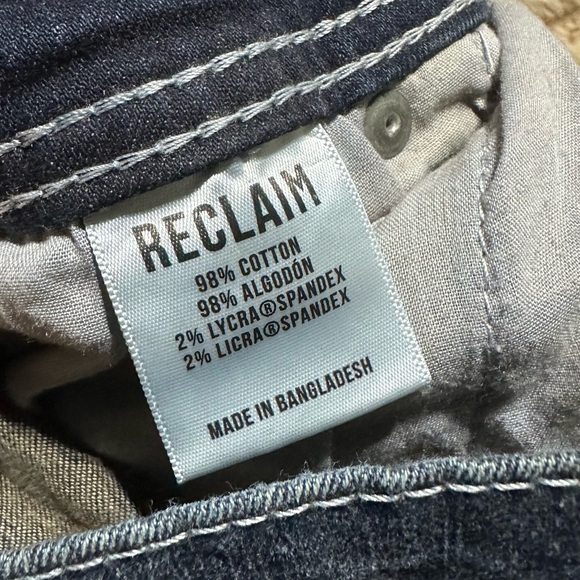 RECLAIM
98% COTTON
98% ALGODÓN
2% LYCRA®SPANDEX
2% LICRA®SPANDEX
MADE IN BANGLADESH